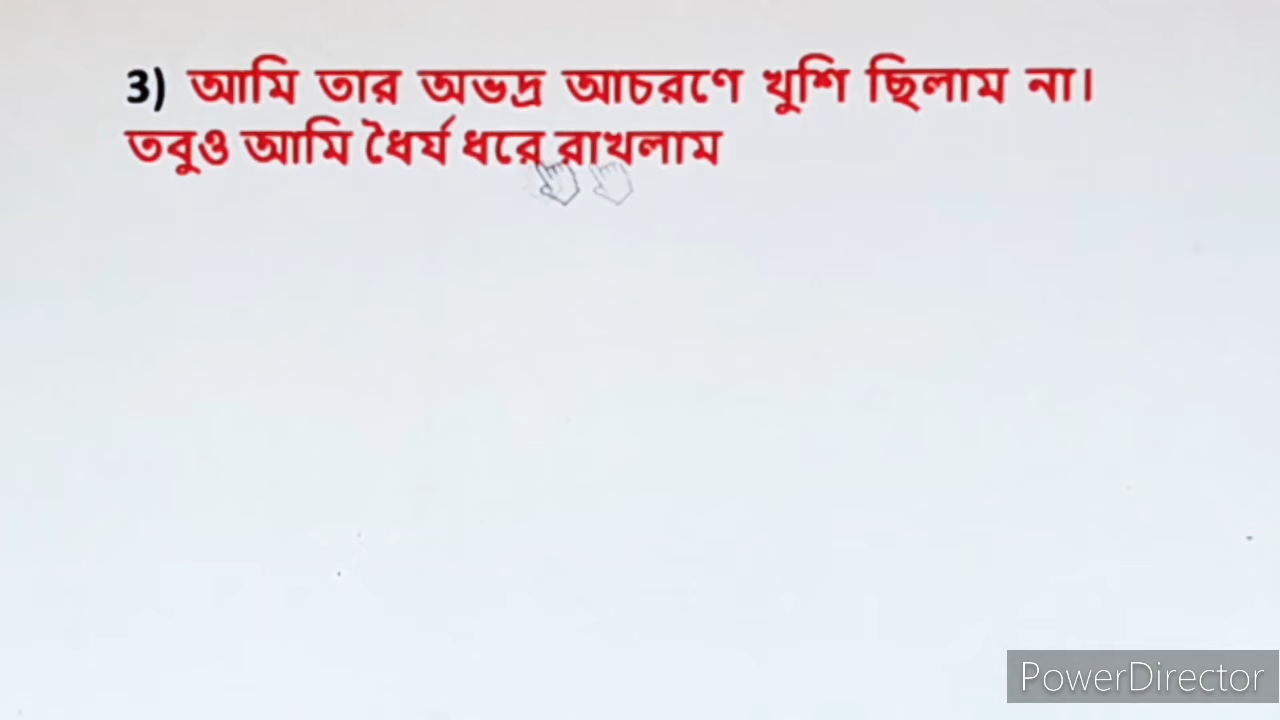 3) আমি তার অভদ্র আচরণে খুশি ছিলাম না।
তবুও আমি ধৈর্য ধরে রাখলাম
PowerDirector